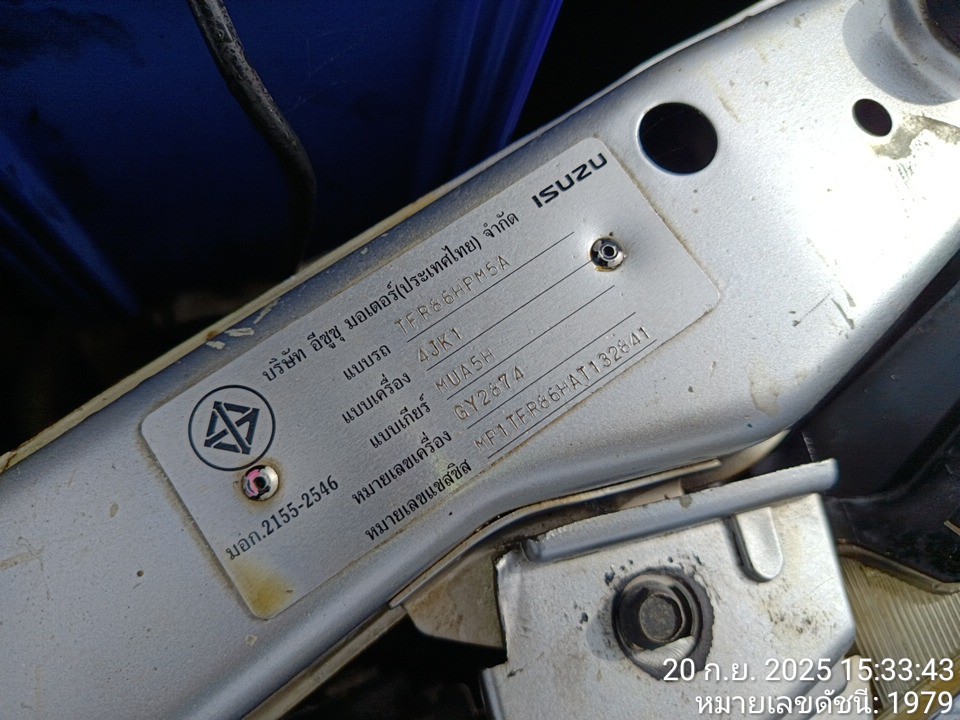 ISUZU
บริษัท อีซูซุ มอเตอร์(ประเทศไทย) จำกัด
แบบรถ TFR86HPM5A
แบบเครื่อง 4JK1
แบบเกียร์ MUA5H
หมายเลขเครื่อง GY2874
หมายเลขแชสซิส MP1TFR86HAT132841
มอก.2155-2546
20 ก.ย. 2025 15:33:43
หมายเลขดัชนี: 1979